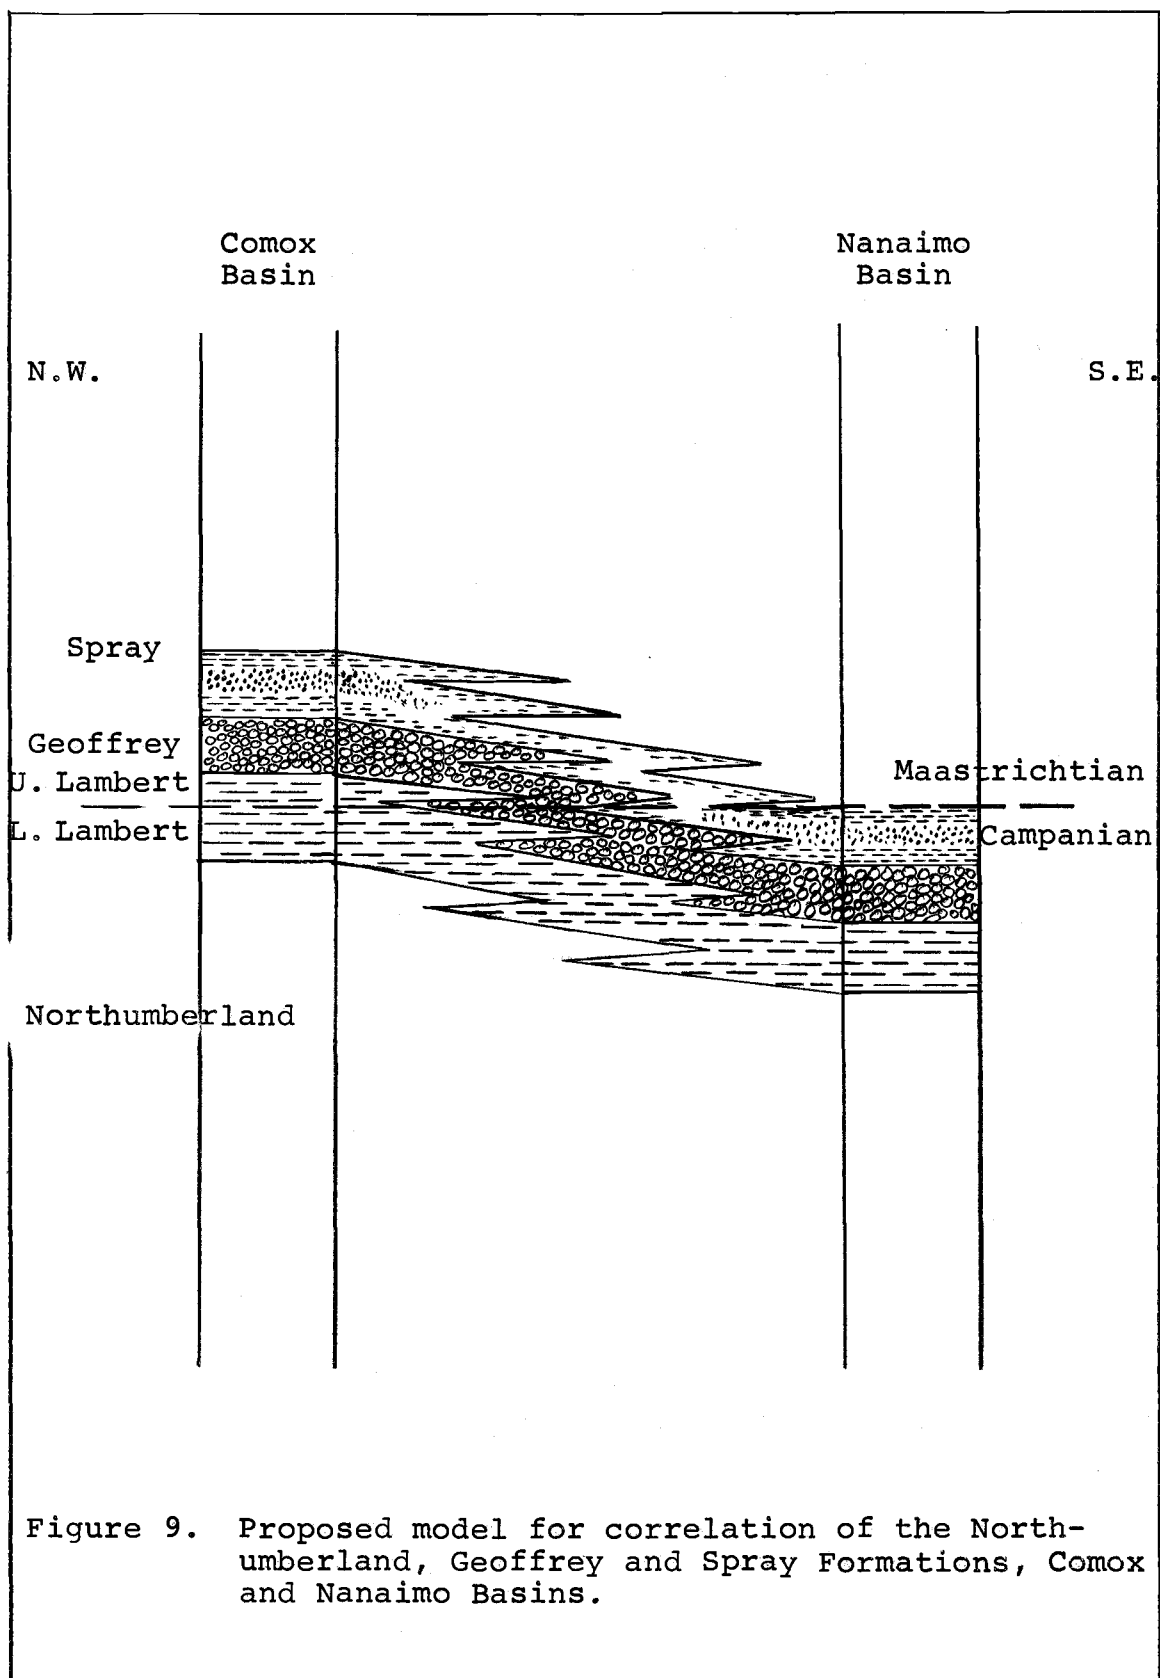 Comox
Basin
Nanaimo
Basin
N.W.
S.E.
Spray
Geoffrey
U. Lambert
L. Lambert
Maastrichtian
Campanian
Northumberland
Figure 9. Proposed model for correlation of the North-
umberland, Geoffrey and Spray Formations, Comox
and Nanaimo Basins.